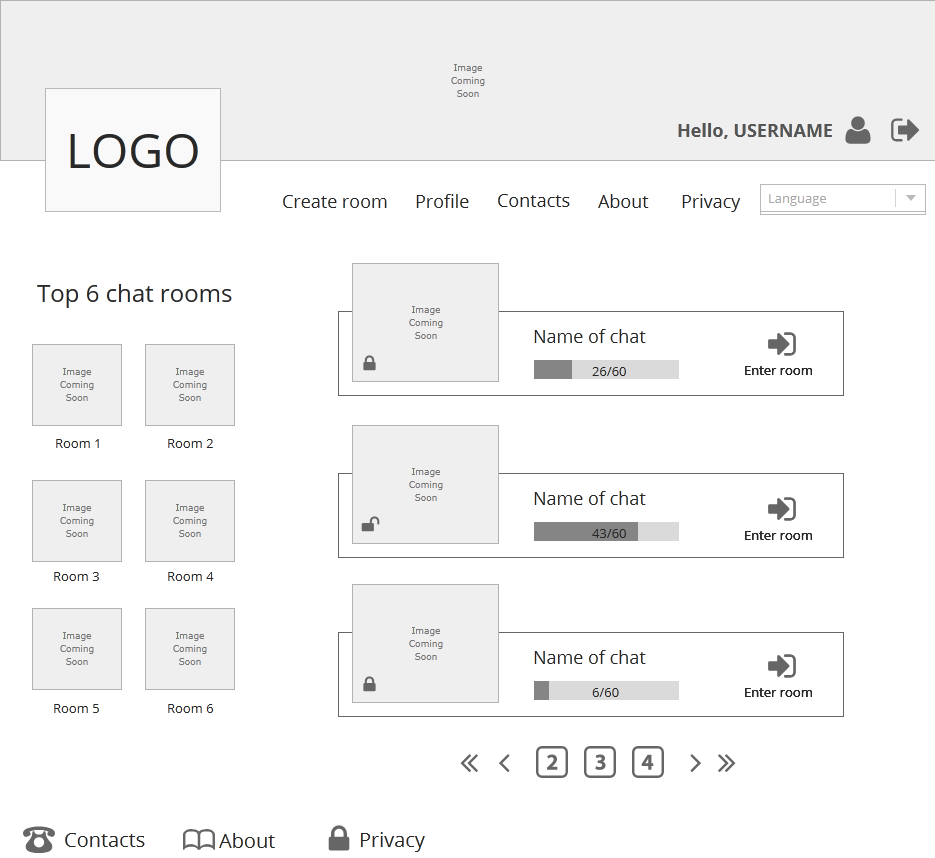 Image
Coming
Soon
LOGO
Hello, USERNAME
Create room
Profile
Contacts
About
Privacy
Language
Top 6 chat rooms
Image
Coming
Soon
Room 1
Image
Coming
Soon
Room 2
Image
Coming
Soon
Room 3
Image
Coming
Soon
Room 4
Image
Coming
Soon
Room 5
Image
Coming
Soon
Room 6
Image
Coming
Soon
Name of chat
26/60
Enter room
Image
Coming
Soon
Name of chat
43/60
Enter room
Image
Coming
Soon
Name of chat
6/60
Enter room
2
3
4
Contacts
About
Privacy